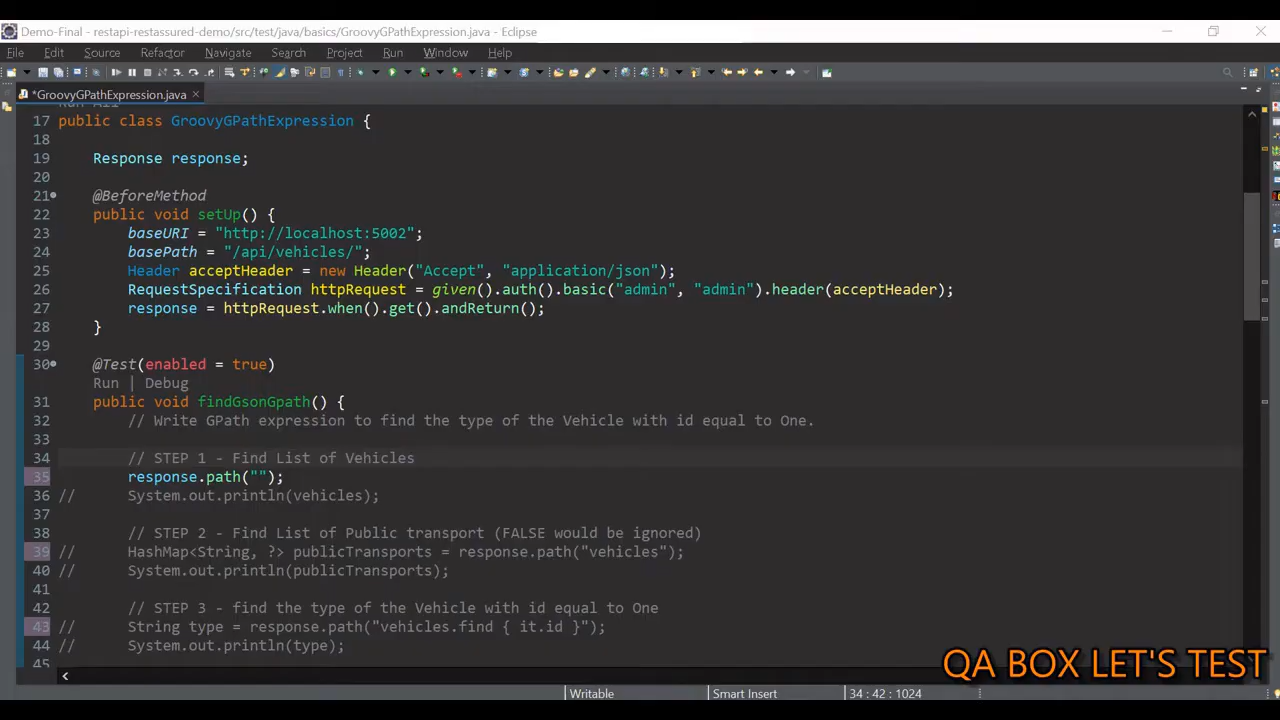 Demo-Final - restapi-restassured-demo/src/test/java/basics/GroovyGPathExpression.java - Eclipse
File Edit Source Refactor Navigate Search Project Run Window Help
*GroovyGPathExpression.java
17 public class GroovyGPathExpression {
18
19 Response response;
20
21 @BeforeMethod
22 public void setUp() {
23 baseURI = "http://localhost:5002";
24 basePath = "/api/vehicles/";
25 Header acceptHeader = new Header("Accept", "application/json");
26 RequestSpecification httpRequest = given().auth().basic("admin", "admin").header(acceptHeader);
27 response = httpRequest.when().get().andReturn();
28 }
29
30 @Test(enabled = true)
Run | Debug
31 public void findGsonGpath() {
32 // Write GPath expression to find the type of the Vehicle with id equal to One.
33
34 // STEP 1 - Find List of Vehicles
35 response.path("");
36 // System.out.println(vehicles);
37
38 // STEP 2 - Find List of Public transport (FALSE would be ignored)
39 // HashMap<String, ?> publicTransports = response.path("vehicles");
40 // System.out.println(publicTransports);
41
42 // STEP 3 - find the type of the Vehicle with id equal to One
43 // String type = response.path("vehicles.find { it.id }");
44 // System.out.println(type);
45
QA BOX LET'S TEST
Writable Smart Insert 34 : 42 : 1024